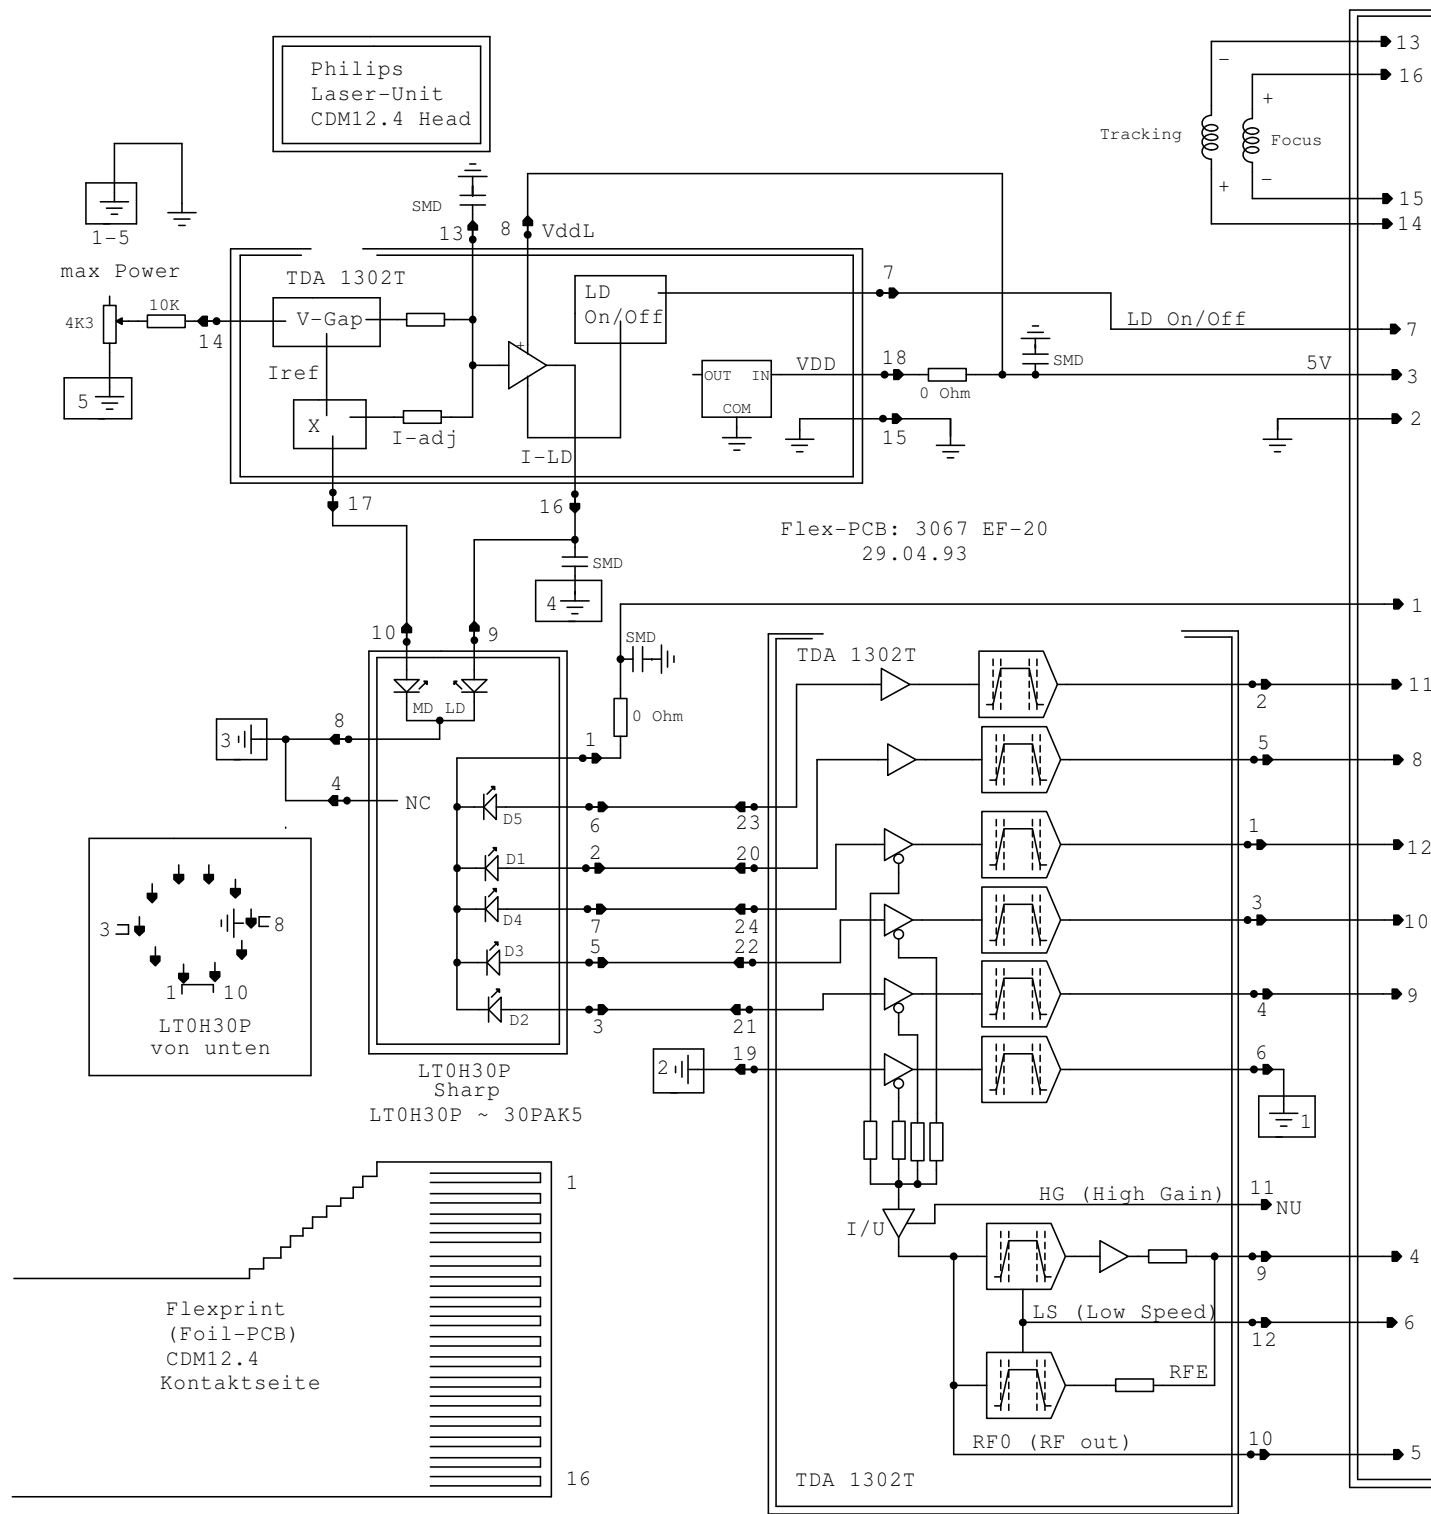 Philips
Laser-Unit
CDM12.4 Head
13
-
16
+
Tracking
Focus
+
-
15
14
SMD
13
8
VddL
1-5
max Power
TDA 1302T
7
LD
On/Off
10K
4K3
V-Gap
14
LD On/Off
7
Iref
+
OUT IN
COM
VDD
18
0 Ohm
SMD
5V
3
5
X
I-adj
15
2
I-LD
17
16
Flex-PCB: 3067 EF-20
29.04.93
SMD
4
1
10
9
SMD
TDA 1302T
MD LD
2
11
0 Ohm
8
3
1
5
8
4
NC
D5
6
23
1
12
D1
2
20
D4
7
24
3
10
3
8
D3
5
22
1
10
D2
3
21
4
9
LT0H30P
von unten
LT0H30P
Sharp
LT0H30P ~ 30PAK5
2
19
6
1
1
HG (High Gain)
11
NU
I/U
9
4
Flexprint
(Foil-PCB)
CDM12.4
Kontaktseite
LS (Low Speed)
12
6
RFE
RF0 (RF out)
10
5
16
TDA 1302T